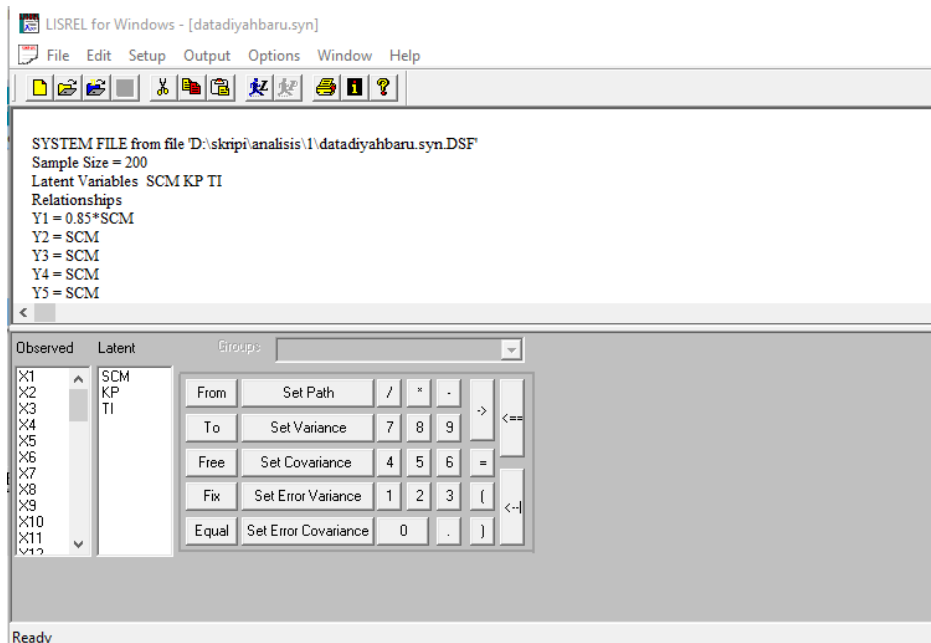 LISREL for Windows - [datadiyahbaru.syn]
File Edit Setup Output Options Window Help
SYSTEM FILE from file 'D:\skripi\analisis\1\datadiyahbaru.syn.DSF'
Sample Size = 200
Latent Variables SCM KP TI
Relationships
Y1 = 0.85*SCM
Y2 = SCM
Y3 = SCM
Y4 = SCM
Y5 = SCM
Observed Latent Groups
X1 SCM
X2 KP
X3 TI
X4
X5
X6
X7
X8
X9
X10
X11
X12
From Set Path / * - -> <==
To Set Variance 7 8 9
Free Set Covariance 4 5 6 =
Fix Set Error Variance 1 2 3 ( <--|
Equal Set Error Covariance 0 . )
Ready